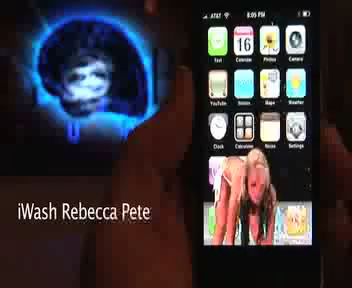 AT&T 8:05 PM
Text Calendar Photos Camera
YouTube Stocks Maps Weather
16
Clock Calculator Notes Settings
iWash Rebecca Pete